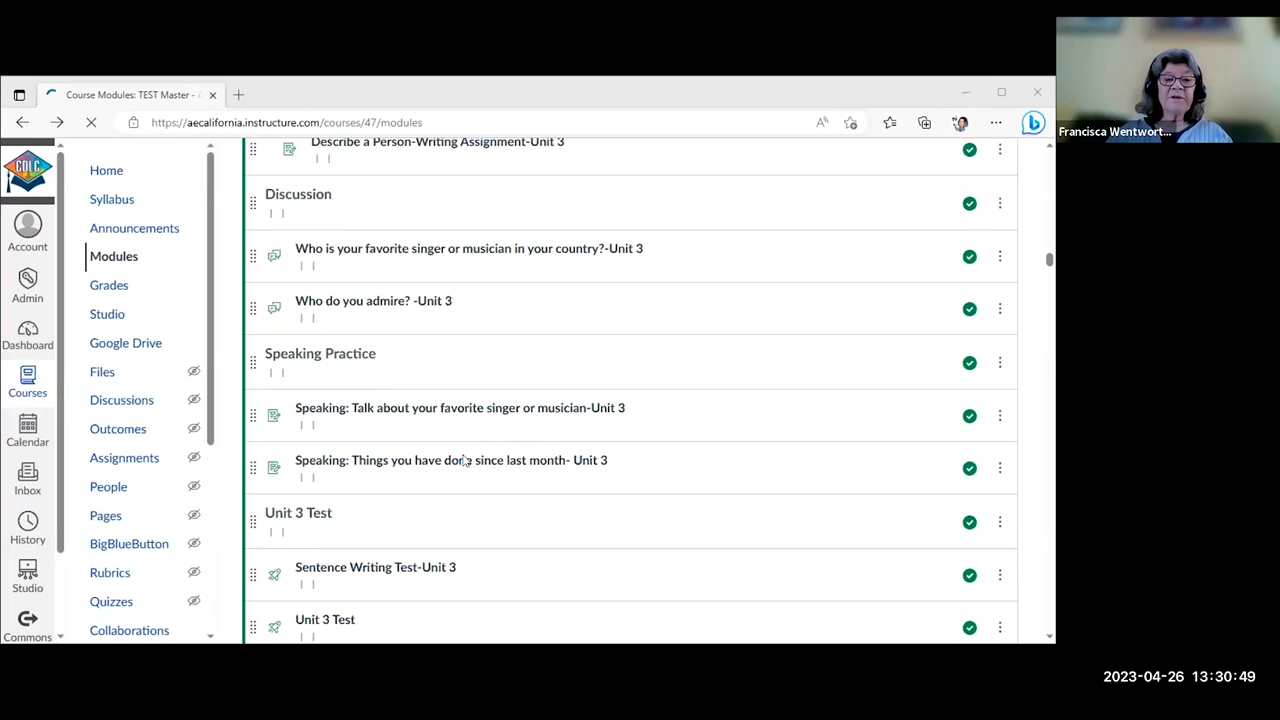 Course Modules: TEST Master -
https://aecalifornia.instructure.com/courses/47/modules
Francisca Wentwort...
CDLC
Account
Admin
Dashboard
Courses
Calendar
Inbox
History
Studio
Commons
Home
Syllabus
Announcements
Modules
Grades
Studio
Google Drive
Files
Discussions
Outcomes
Assignments
People
Pages
BigBlueButton
Rubrics
Quizzes
Collaborations
Describe a Person-Writing Assignment-Unit 3
Discussion
Who is your favorite singer or musician in your country?-Unit 3
Who do you admire? -Unit 3
Speaking Practice
Speaking: Talk about your favorite singer or musician-Unit 3
Speaking: Things you have done since last month- Unit 3
Unit 3 Test
Sentence Writing Test-Unit 3
Unit 3 Test
2023-04-26 13:30:49